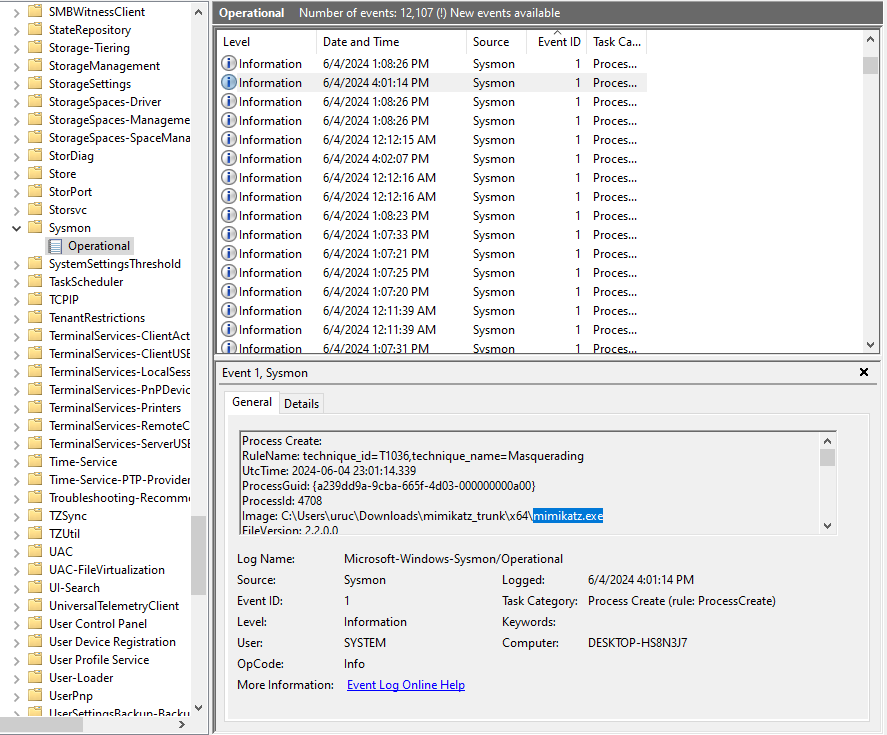 SMBWitnessClient
StateRepository
Storage-Tiering
StorageManagement
StorageSettings
StorageSpaces-Driver
StorageSpaces-Manageme
StorageSpaces-SpaceMana
StorDiag
Store
StorPort
Storsvc
Sysmon
Operational
SystemSettingsThreshold
TaskScheduler
TCPIP
TenantRestrictions
TerminalServices-ClientAct
TerminalServices-ClientUSE
TerminalServices-LocalSess
TerminalServices-PnPDevic
TerminalServices-Printers
TerminalServices-RemoteC
TerminalServices-ServerUSE
Time-Service
Time-Service-PTP-Provider
Troubleshooting-Recomme
TZSync
TZUtil
UAC
UAC-FileVirtualization
UI-Search
UniversalTelemetryClient
User Control Panel
User Device Registration
User Profile Service
User-Loader
UserPnp
UserSettingsBackup-Backu
Operational Number of events: 12,107 (!) New events available
Level Date and Time Source Event ID Task Ca...
Information 6/4/2024 1:08:26 PM Sysmon 1 Proces...
Information 6/4/2024 4:01:14 PM Sysmon 1 Proces...
Information 6/4/2024 1:08:26 PM Sysmon 1 Proces...
Information 6/4/2024 1:08:26 PM Sysmon 1 Proces...
Information 6/4/2024 12:12:15 AM Sysmon 1 Proces...
Information 6/4/2024 4:02:07 PM Sysmon 1 Proces...
Information 6/4/2024 12:12:16 AM Sysmon 1 Proces...
Information 6/4/2024 12:12:16 AM Sysmon 1 Proces...
Information 6/4/2024 1:08:23 PM Sysmon 1 Proces...
Information 6/4/2024 1:07:33 PM Sysmon 1 Proces...
Information 6/4/2024 1:07:21 PM Sysmon 1 Proces...
Information 6/4/2024 1:07:25 PM Sysmon 1 Proces...
Information 6/4/2024 1:07:20 PM Sysmon 1 Proces...
Information 6/4/2024 12:11:39 AM Sysmon 1 Proces...
Information 6/4/2024 12:11:39 AM Sysmon 1 Proces...
Information 6/4/2024 1:07:31 PM Sysmon 1 Proces...
Event 1, Sysmon
General Details
Process Create:
RuleName: technique_id=T1036,technique_name=Masquerading
UtcTime: 2024-06-04 23:01:14.339
ProcessGuid: {a239dd9a-9cba-665f-4d03-000000000a00}
ProcessId: 4708
Image: C:\Users\uruc\Downloads\mimikatz_trunk\x64\mimikatz.exe
FileVersion: 2.2.0.0
Log Name: Microsoft-Windows-Sysmon/Operational
Source: Sysmon Logged: 6/4/2024 4:01:14 PM
Event ID: 1 Task Category: Process Create (rule: ProcessCreate)
Level: Information Keywords:
User: SYSTEM Computer: DESKTOP-HS8N3J7
OpCode: Info
More Information: Event Log Online Help